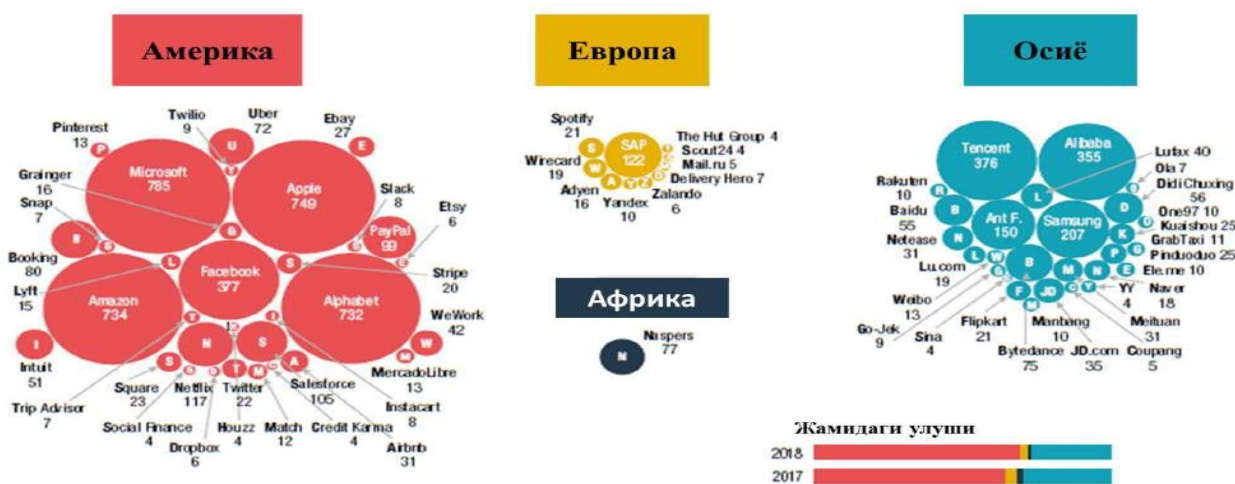 Америка
Европа
Осиё
Африка
Pinterest
13
Twilio
9
Uber
72
Ebay
27
Microsoft
785
Apple
749
Grainger
16
Snap
7
Slack
8
Etsy
6
PayPal
99
Booking
80
Lyft
15
Facebook
377
Stripe
20
Amazon
734
Alphabet
732
WeWork
42
Intuit
51
MercadoLibre
13
Trip Advisor
7
Square
23
Social Finance
4
Netflix
117
Dropbox
6
Twitter
22
Houzz
4
Match
12
Salesforce
105
Credit Karma
4
Instacart
8
Airbnb
31
Spotify
21
SAP
122
The Hut Group 4
Scout24 4
Mail.ru 5
Delivery Hero 7
Wirecard
19
Adyen
16
Yandex
10
Zalando
6
Naspers
77
Tencent
376
Alibaba
355
Lufax 40
Ola 7
Didi Chuxing
56
One97 10
Kuaishou 25
GrabTaxi 11
Pinduoduo 25
Ele.me 10
Naver
18
Rakuten
10
Baidu
55
Ant F.
150
Samsung
207
Netease
31
Lu.com
19
Weibo
13
Go-Jek
9
Sina
4
Flipkart
21
Bytedance
75
Manbang
10
JD.com
35
YY
4
Meituan
31
Coupang
5
Жамидаги улуши
2018
2017